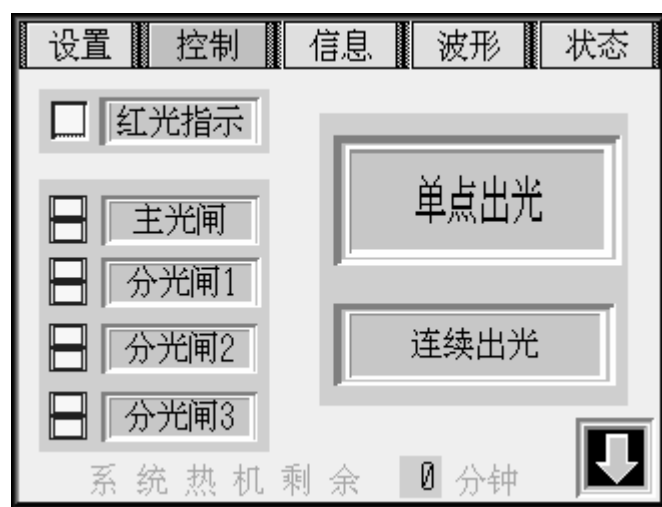 设置 控制 信息 波形 状态
红光指示
单点出光
主光闸
分光闸1
分光闸2
连续出光
分光闸3
系统热机剩余 0 分钟